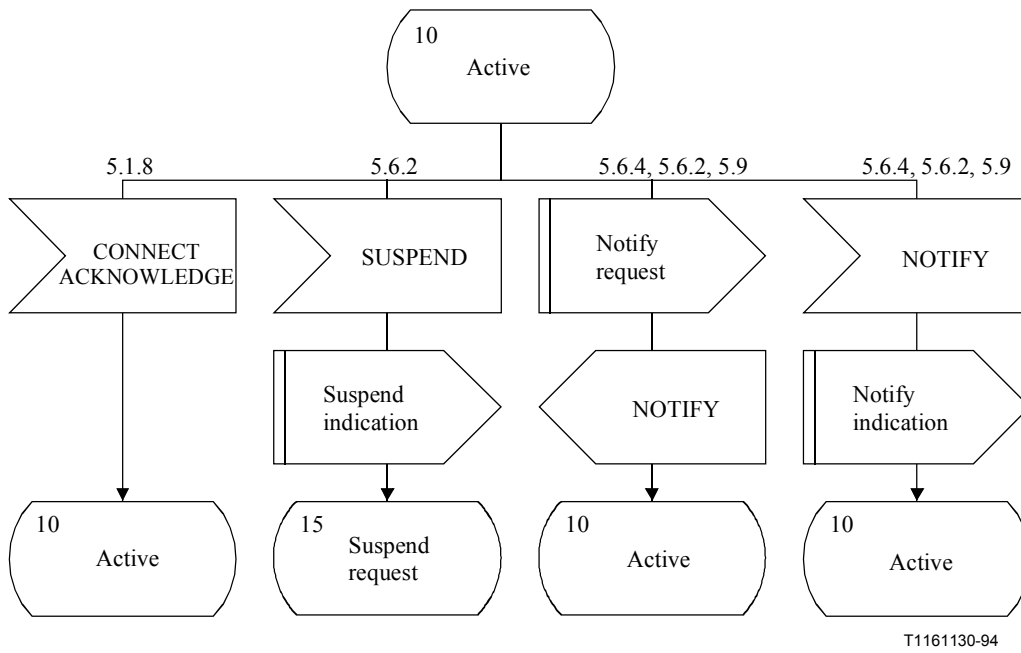 10
Active
5.1.8
5.6.2
5.6.4, 5.6.2, 5.9
5.6.4, 5.6.2, 5.9
CONNECT
ACKNOWLEDGE
SUSPEND
Notify
request
NOTIFY
Suspend
indication
NOTIFY
Notify
indication
10
Active
15
Suspend
request
10
Active
10
Active
T1161130-94